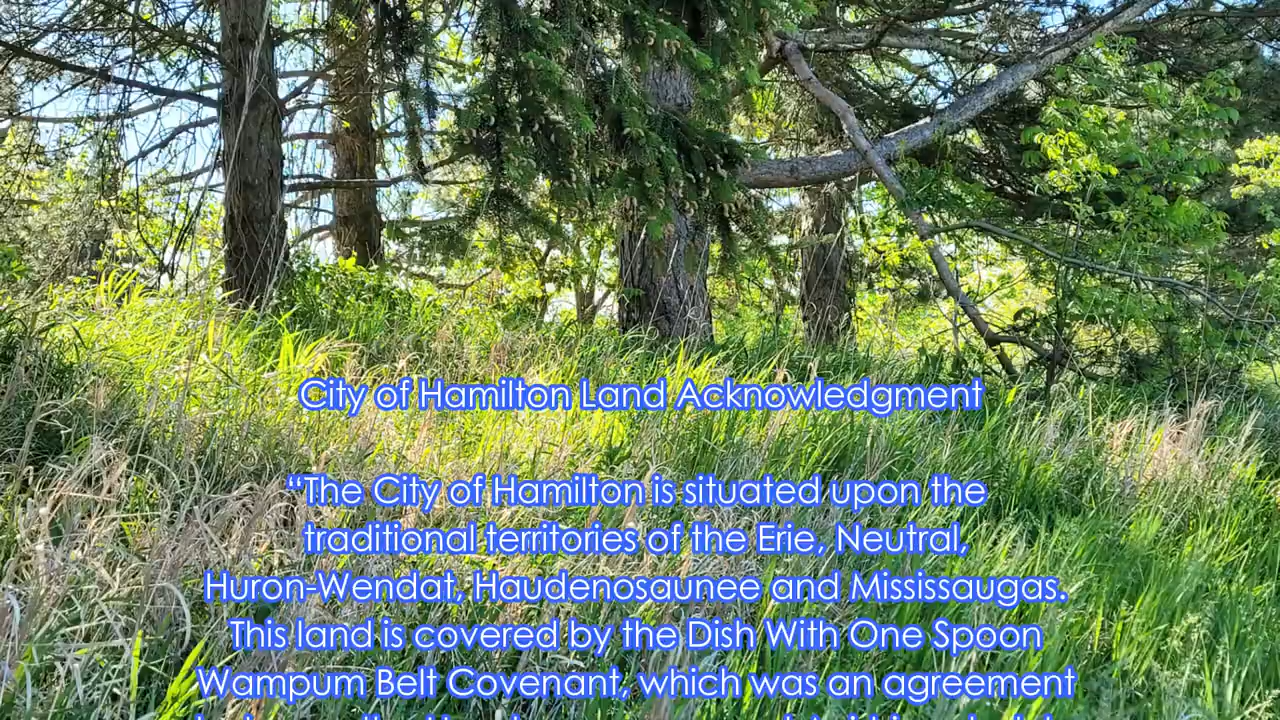 City of Hamilton Land Acknowledgment
“The City of Hamilton is situated upon the
traditional territories of the Erie, Neutral,
Huron-Wendat, Haudenosaunee and Mississaugas.
This land is covered by the Dish With One Spoon
Wampum Belt Covenant, which was an agreement